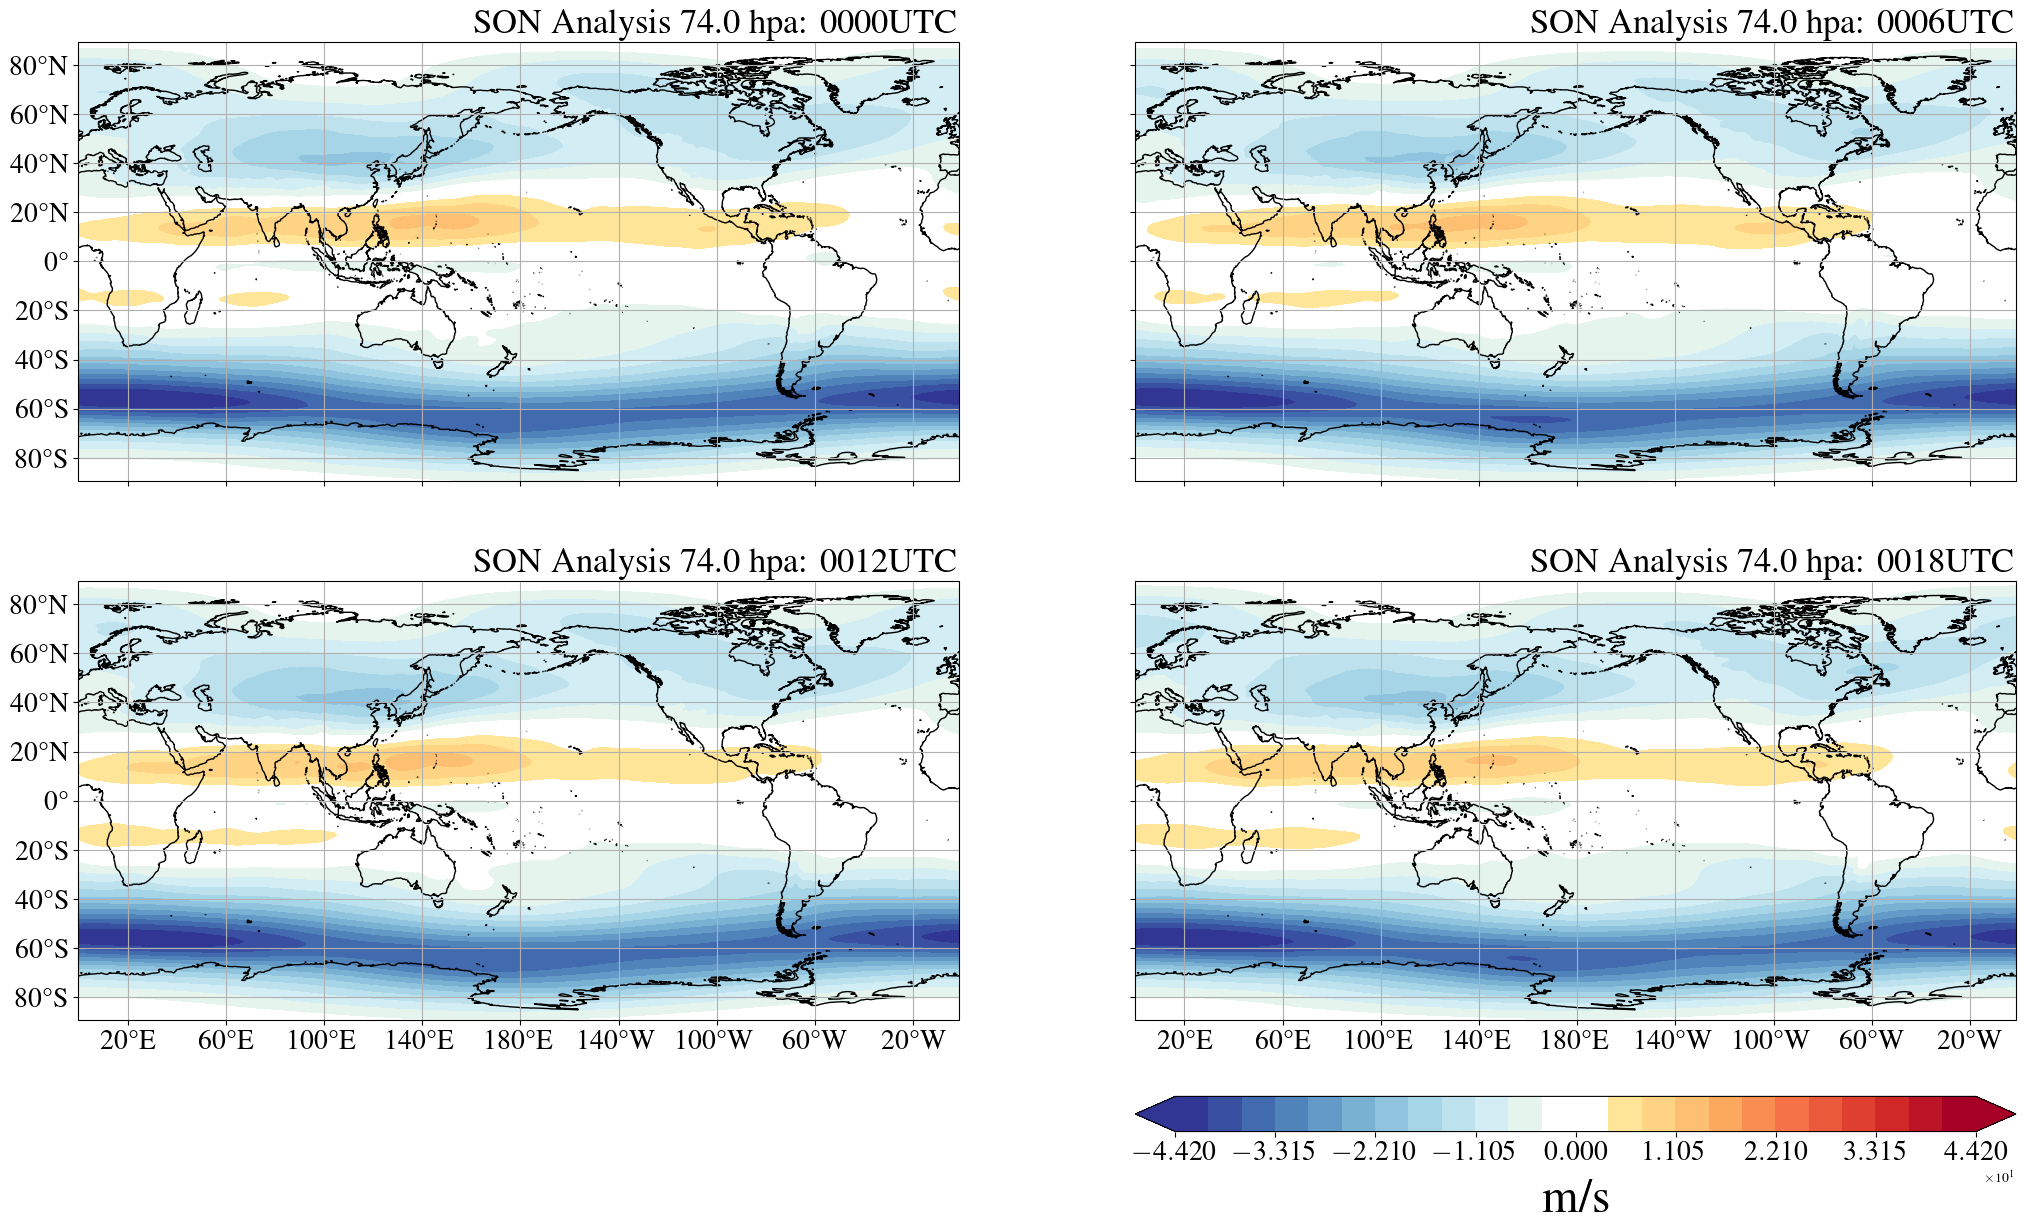 SON Analysis 74.0 hpa: 0000UTC
SON Analysis 74.0 hpa: 0006UTC
80°N
60°N
40°N
20°N
0°
20°S
40°S
60°S
80°S
SON Analysis 74.0 hpa: 0012UTC
SON Analysis 74.0 hpa: 0018UTC
80°N
60°N
40°N
20°N
0°
20°S
40°S
60°S
80°S
20°E 60°E 100°E 140°E 180°E 140°W 100°W 60°W 20°W
20°E 60°E 100°E 140°E 180°E 140°W 100°W 60°W 20°W
−4.420 −3.315 −2.210 −1.105 0.000 1.105 2.210 3.315 4.420
×10¹
m/s